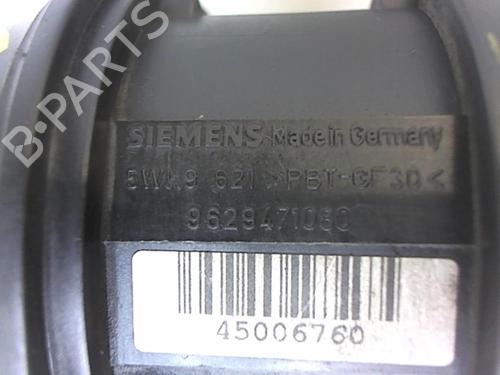 B-PARTS
SIEMENS Made in Germany
5WK9 621 >PBT-GF30<
9629471080
45006760